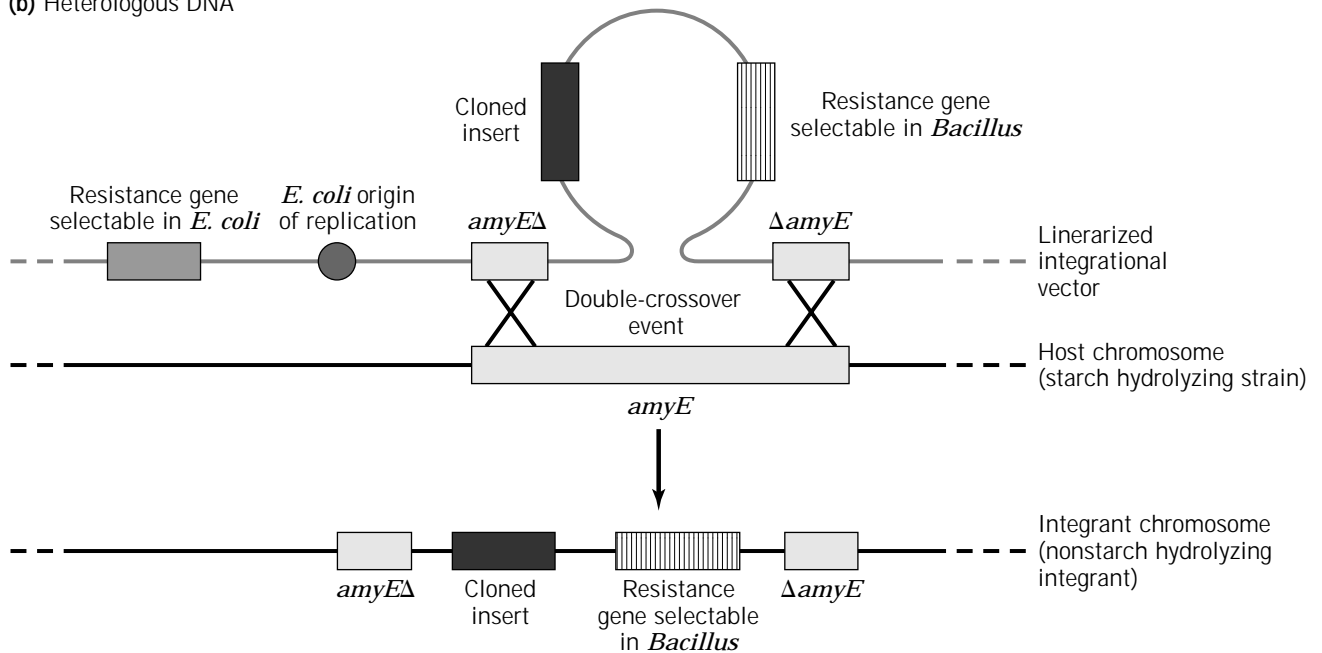 (b) Heterologous DNA
Cloned
insert
Resistance gene
selectable in Bacillus
Resistance gene
selectable in E. coli
E. coli origin
of replication
amyEΔ
ΔamyE
Linerarized
integrational
vector
Double-crossover
event
Host chromosome
(starch hydrolyzing strain)
amyE
Integrant chromosome
(nonstarch hydrolyzing
integrant)
amyEΔ
Cloned
insert
Resistance
gene selectable
in Bacillus
ΔamyE